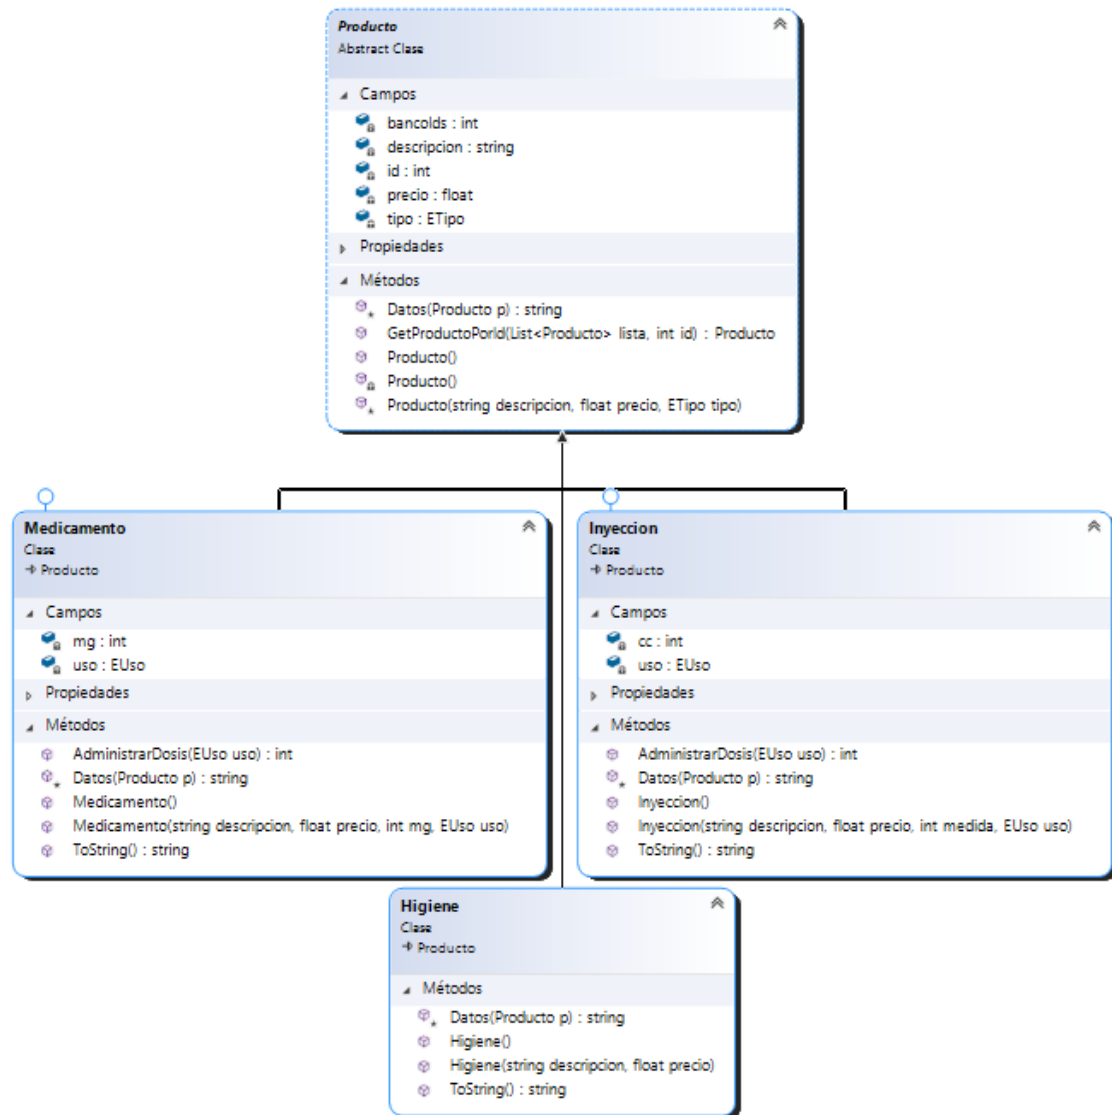 Producto
Abstract Clase
Campos
bancoIds : int
descripcion : string
id : int
precio : float
tipo : ETipo
Propiedades
Métodos
Datos(Producto p) : string
GetProductoPorId(List<Producto> lista, int id) : Producto
Producto()
Producto()
Producto(string descripcion, float precio, ETipo tipo)
Medicamento
Clase
Producto
Campos
mg : int
uso : EUso
Propiedades
Métodos
AdministrarDosis(EUso uso) : int
Datos(Producto p) : string
Medicamento()
Medicamento(string descripcion, float precio, int mg, EUso uso)
ToString() : string
Inyeccion
Clase
Producto
Campos
cc : int
uso : EUso
Propiedades
Métodos
AdministrarDosis(EUso uso) : int
Datos(Producto p) : string
Inyeccion()
Inyeccion(string descripcion, float precio, int medida, EUso uso)
ToString() : string
Higiene
Clase
Producto
Métodos
Datos(Producto p) : string
Higiene()
Higiene(string descripcion, float precio)
ToString() : string